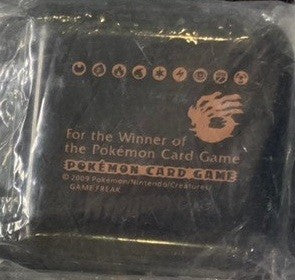 For the Winner of
the Pokémon Card Game
POKÉMON CARD GAME
© 2009 Pokémon/Nintendo/Creatures/
GAME FREAK